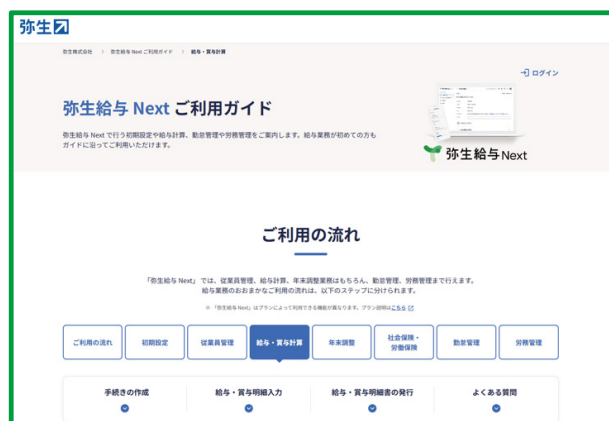 弥生
弥生株式会社 > 弥生給与 Next ご利用ガイド > 給与・賞与計算
ログイン
弥生給与 Next ご利用ガイド
弥生給与 Next で行う初期設定や給与計算、勤怠管理や労務管理をご案内します。給与業務が初めての方も
ガイドに沿ってご利用いただけます。
弥生給与 Next
ご利用の流れ
「弥生給与 Next」 では、従業員管理、給与計算、年末調整業務はもちろん、勤怠管理、労務管理まで行えます。
給与業務のおおまかなご利用の流れは、以下のステップに分けられます。
※ 「弥生給与 Next」はプランによって利用できる機能が異なります。プラン説明はこちら
ご利用の流れ
初期設定
従業員管理
給与・賞与計算
年末調整
社会保険・
労働保険
勤怠管理
労務管理
手続きの作成
給与・賞与明細入力
給与・賞与明細書の発行
よくある質問